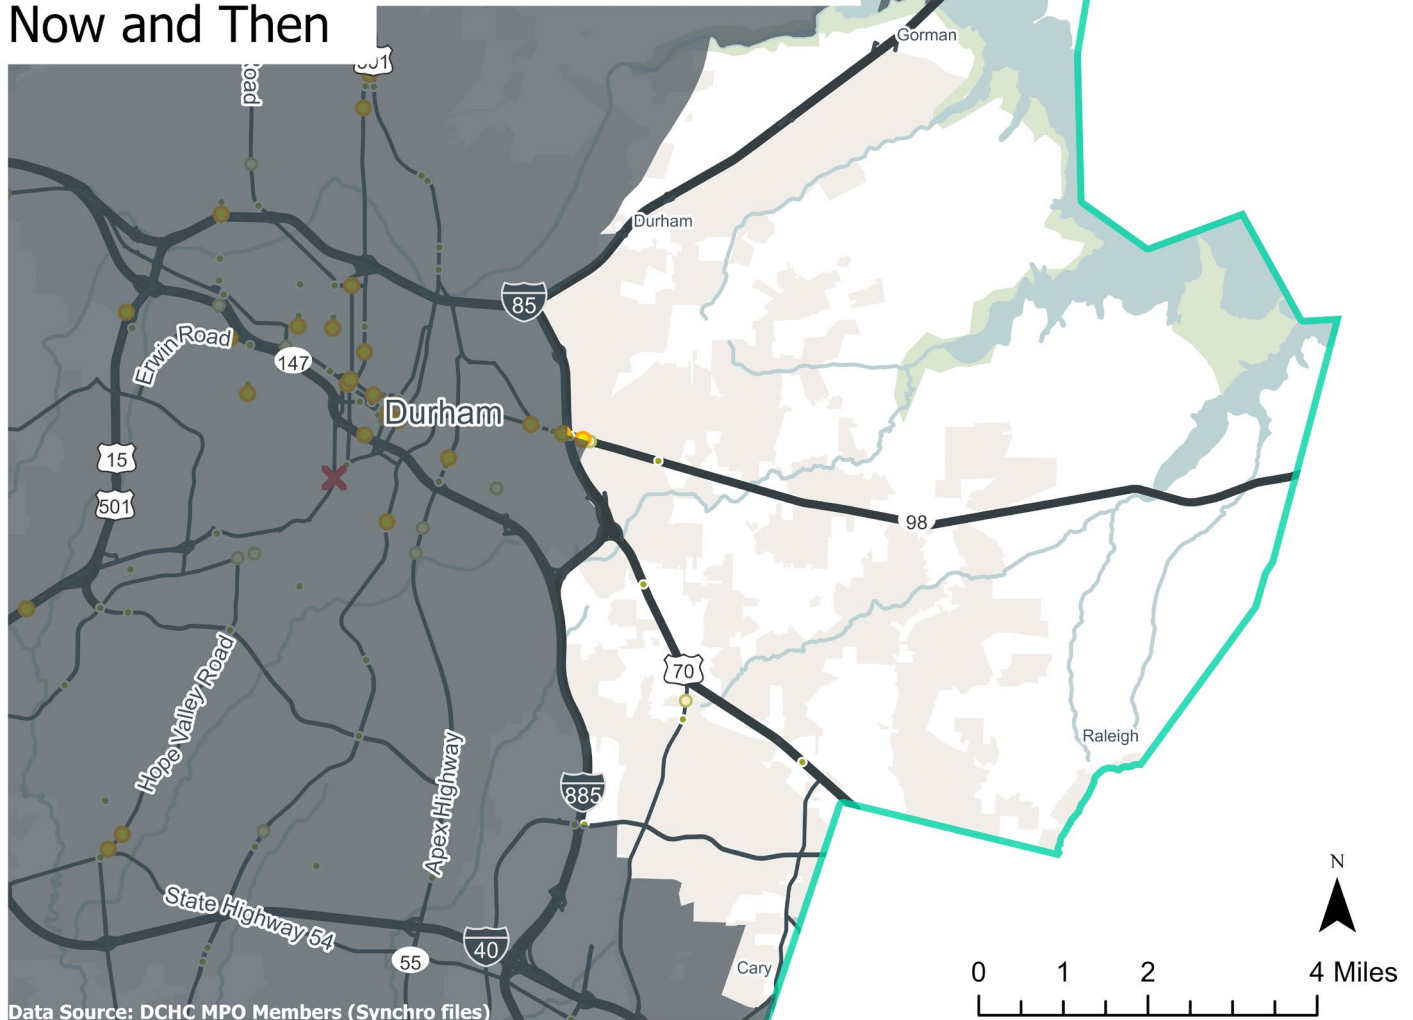 Now and Then
Gorman
501
Road
Durham
85
Erwin Road
147
Durham
15
98
501
Hope Valley Road
70
Raleigh
885
Apex Highway
State Highway 54
40
55
Cary
N
0 1 2 4 Miles
Data Source: DCHC MPO Members (Synchro files)